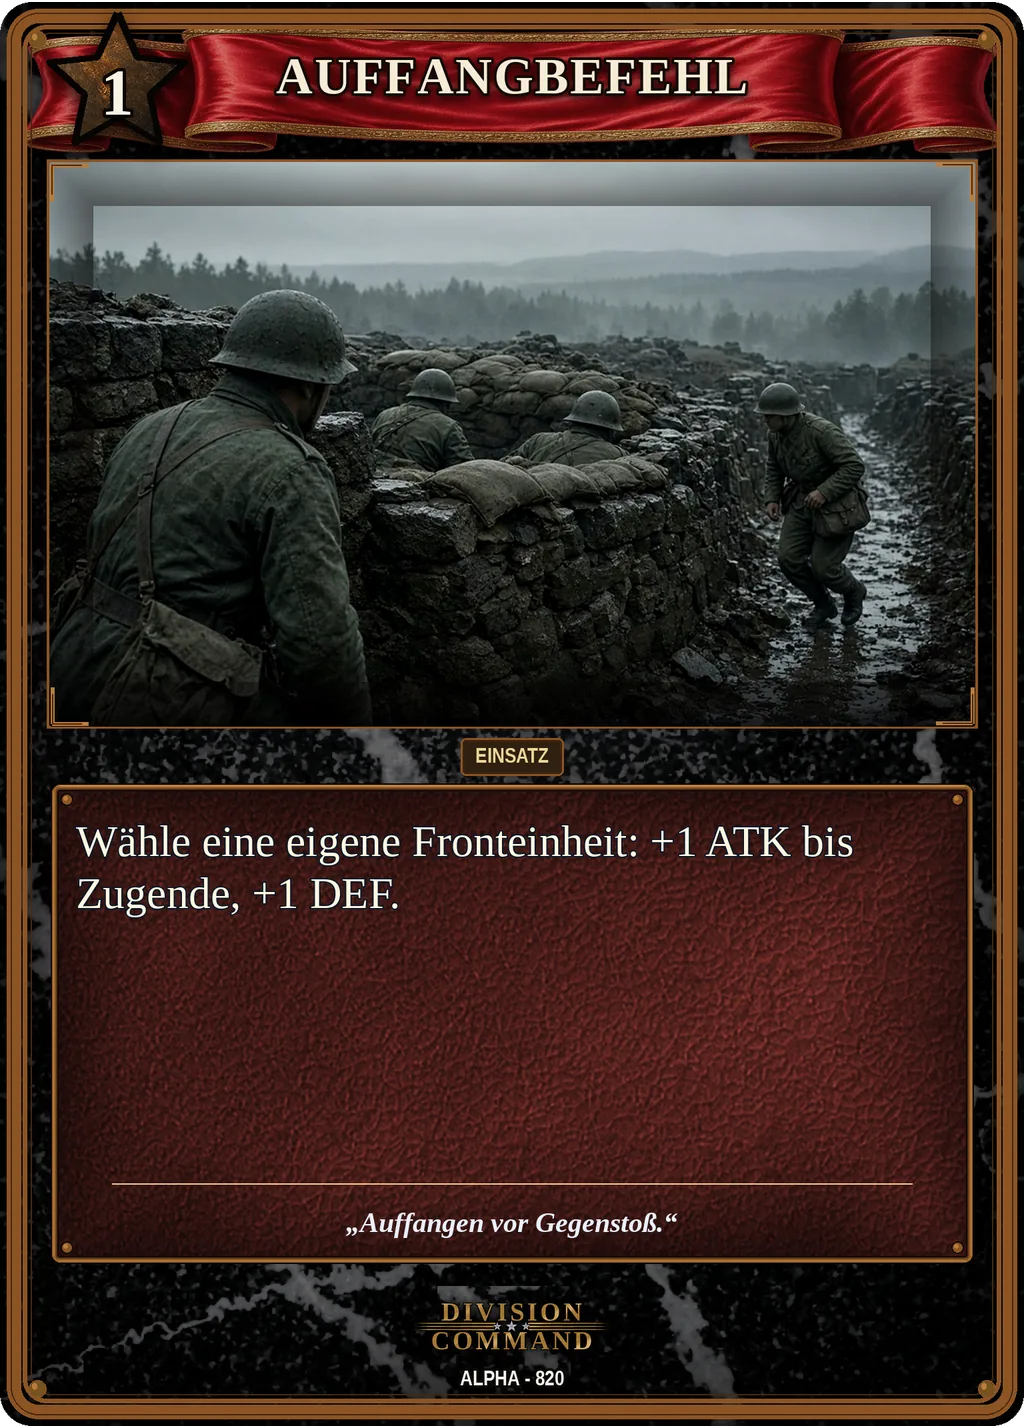 1
AUFFANGBEFEHL
EINSATZ
Wähle eine eigene Fronteinheit: +1 ATK bis
Zugende, +1 DEF.
„Auffangen vor Gegenstoß.“
DIVISION
COMMAND
ALPHA - 820